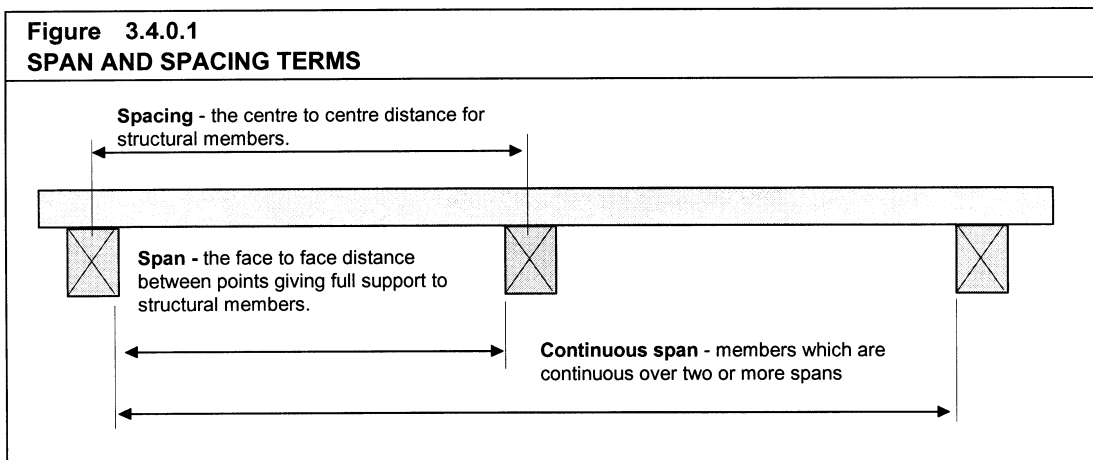 Figure 3.4.0.1
SPAN AND SPACING TERMS
Spacing - the centre to centre distance for
structural members.
Span - the face to face distance
between points giving full support to
structural members.
Continuous span - members which are
continuous over two or more spans